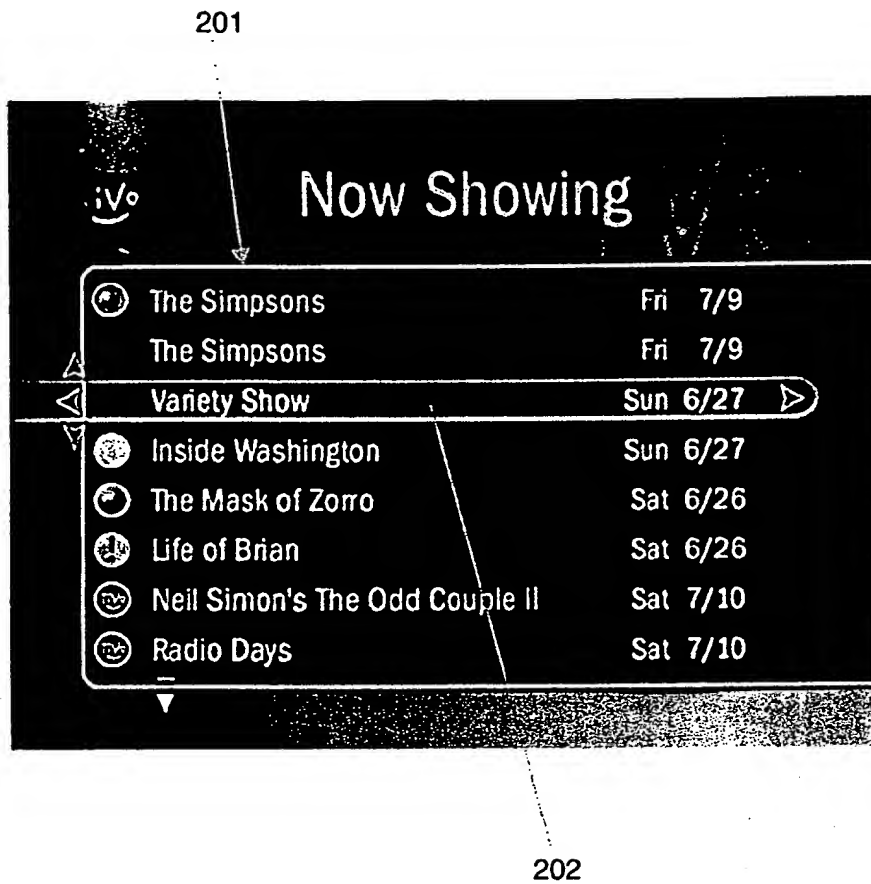 201
iVo
Now Showing
The Simpsons Fri 7/9
The Simpsons Fri 7/9
Variety Show Sun 6/27
Inside Washington Sun 6/27
The Mask of Zorro Sat 6/26
Life of Brian Sat 6/26
Neil Simon's The Odd Couple II Sat 7/10
Radio Days Sat 7/10
202